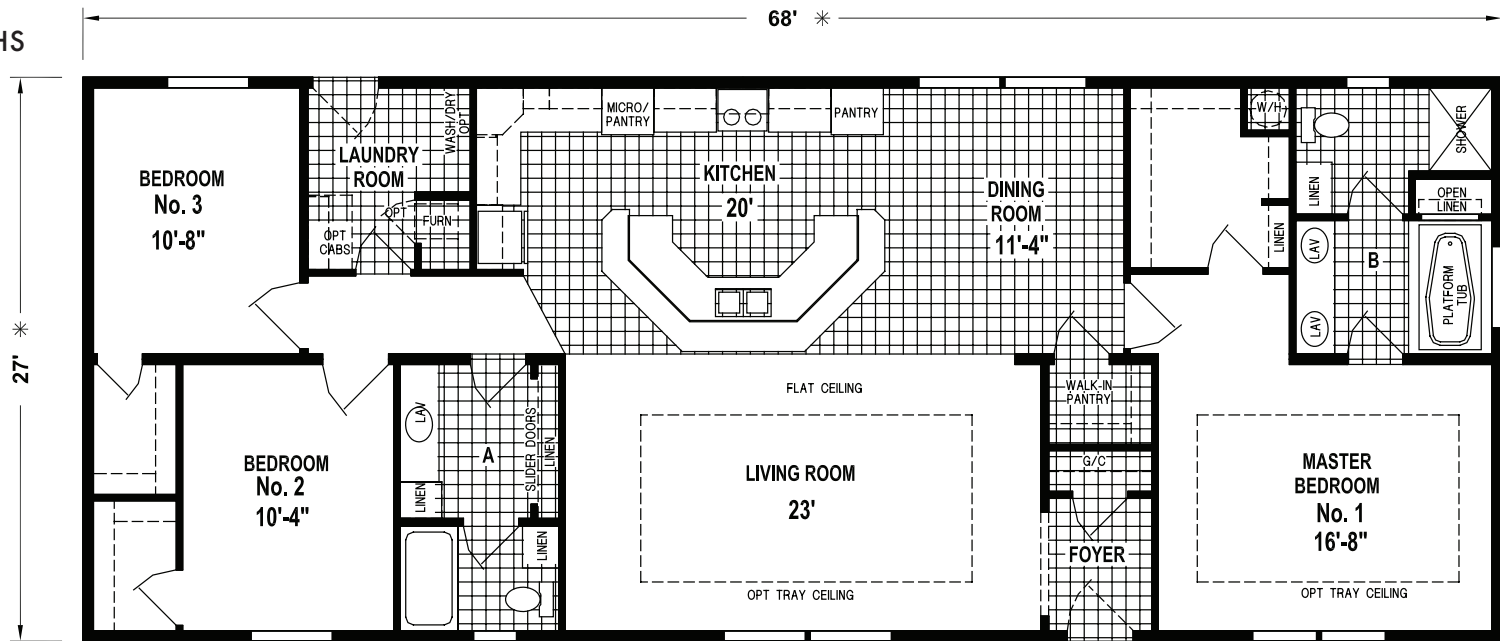 68' ✳
HS
27' ✳
BEDROOM
No. 3
10'-8"
LAUNDRY
ROOM
WASH/DRY
OPT
OPT
CABS
OPT
FURN
MICRO/
PANTRY
PANTRY
KITCHEN
20'
DINING
ROOM
11'-4"
W/H
LINEN
LINEN
SHOWER
OPEN
LINEN
LAV
LAV
B
PLATFORM
TUB
BEDROOM
No. 2
10'-4"
LAV
LINEN
A
SLIDER DOORS
LINEN
LINEN
FLAT CEILING
LIVING ROOM
23'
OPT TRAY CEILING
WALK-IN
PANTRY
G/C
FOYER
MASTER
BEDROOM
No. 1
16'-8"
OPT TRAY CEILING